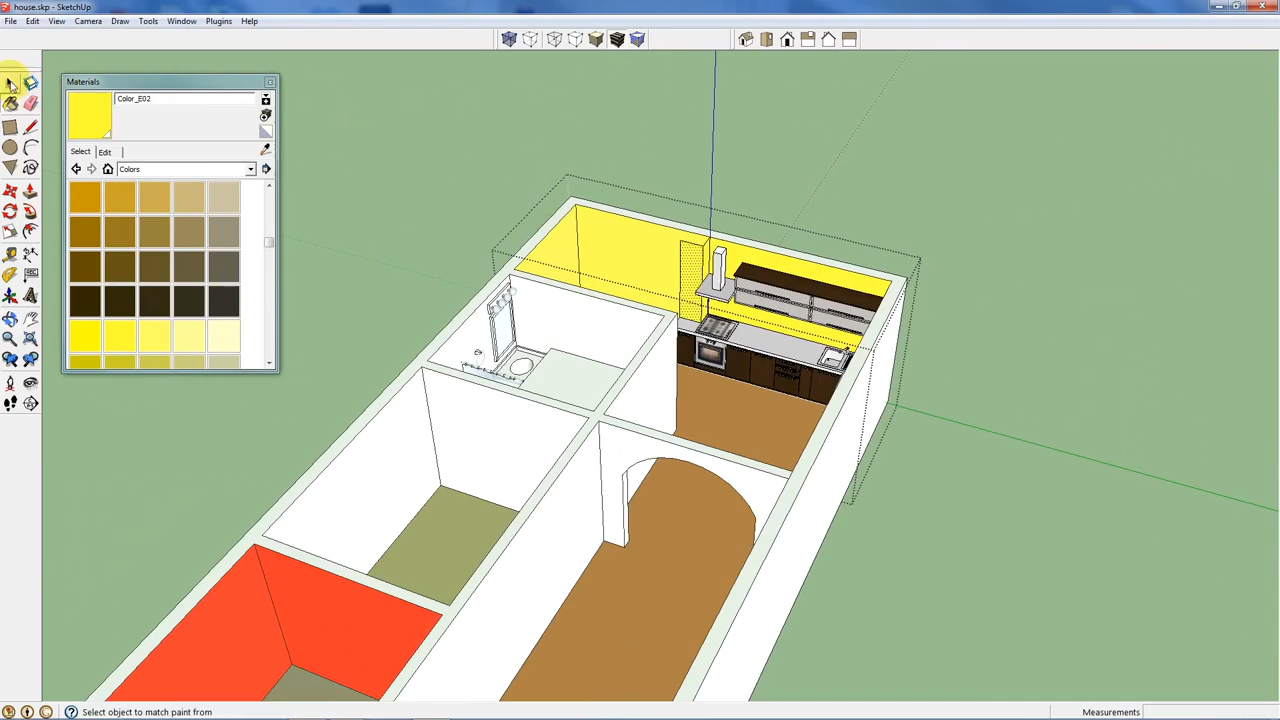 house.skp - SketchUp
File Edit View Camera Draw Tools Window Plugins Help
Materials
Color_E02
Select Edit
Colors
Select object to match paint from
Measurements